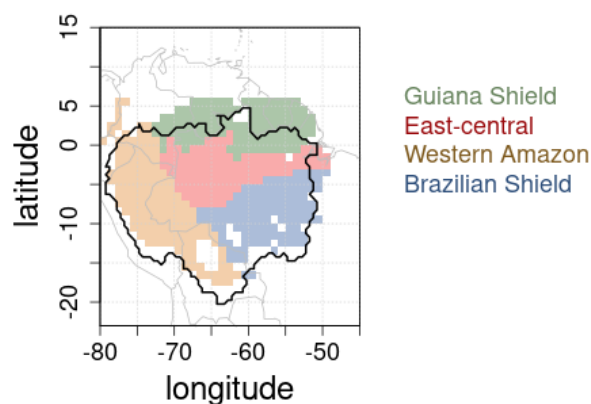 15
5
0
-10
-20
latitude
-80
-70
-60
-50
longitude
Guiana Shield
East-central
Western Amazon
Brazilian Shield